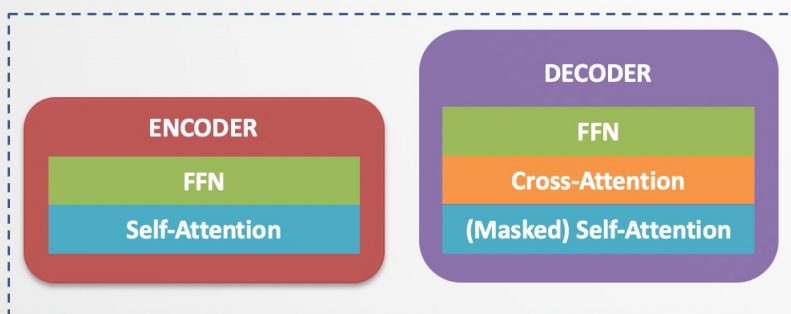 ENCODER
FFN
Self-Attention
DECODER
FFN
Cross-Attention
(Masked) Self-Attention